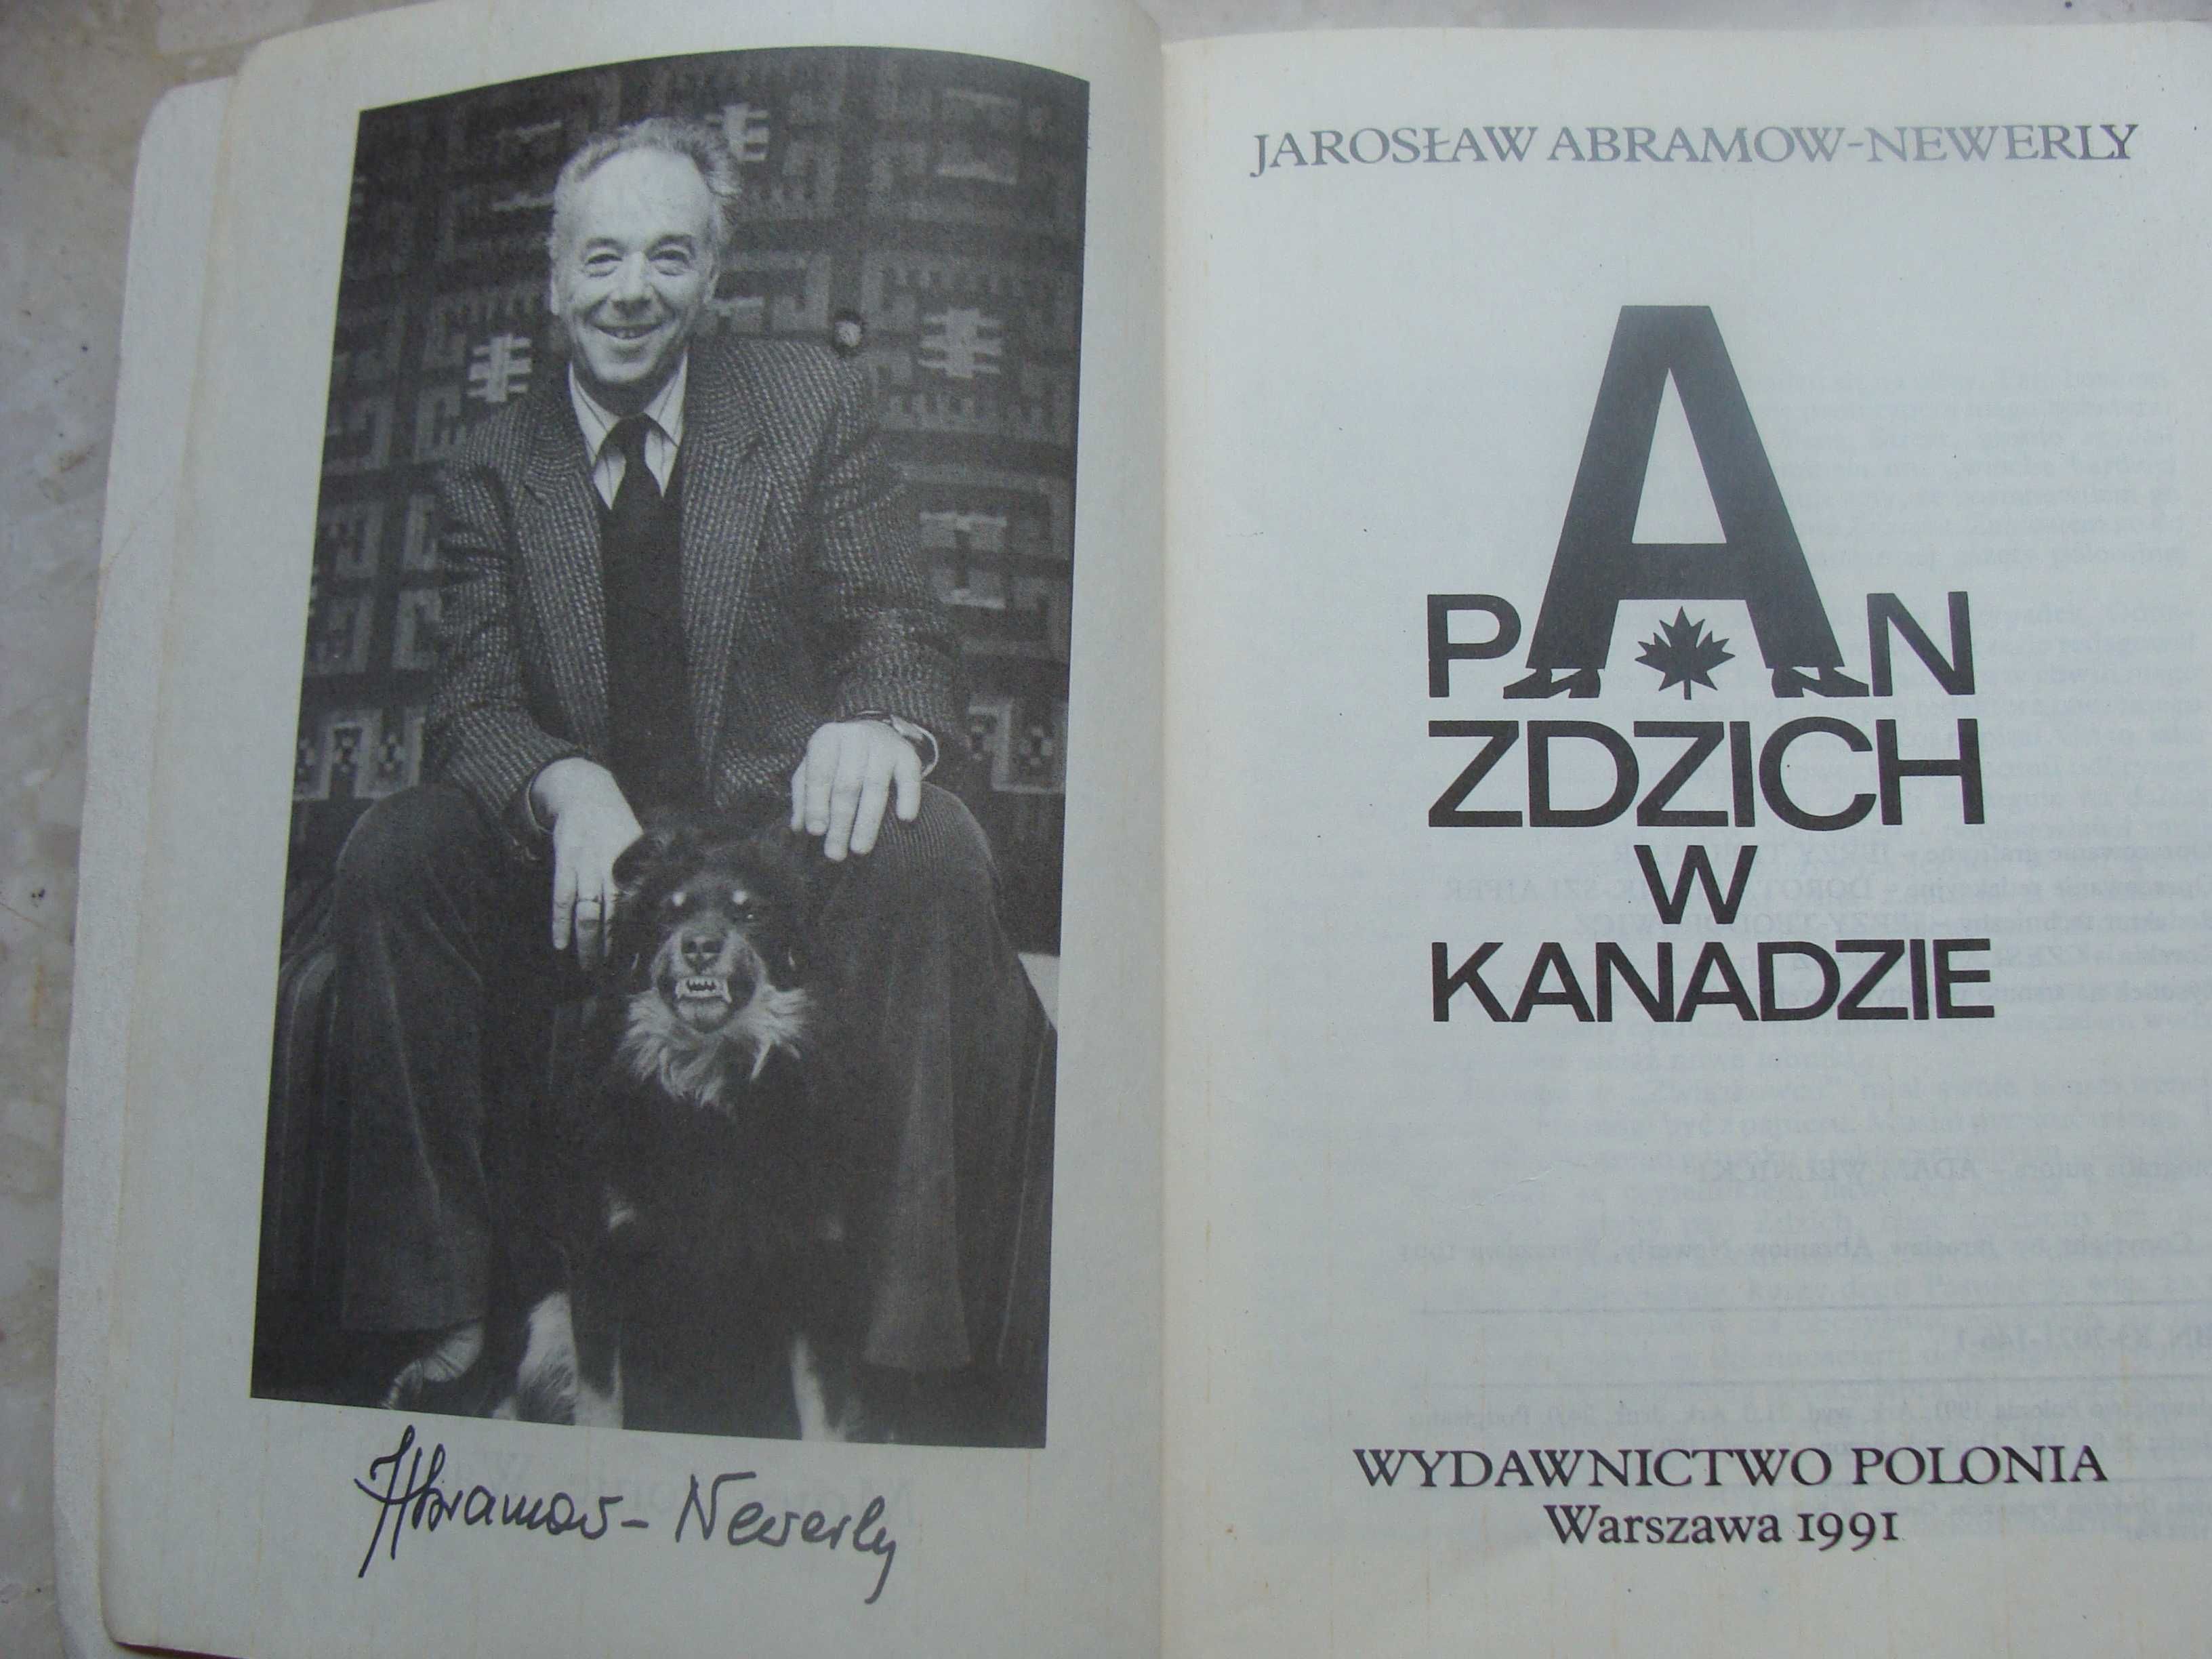 Abramow-Newerly
JAROSŁAW ABRAMOW-NEWERLY
PAN
ZDZICH
W
KANADZIE
WYDAWNICTWO POLONIA
Warszawa 1991